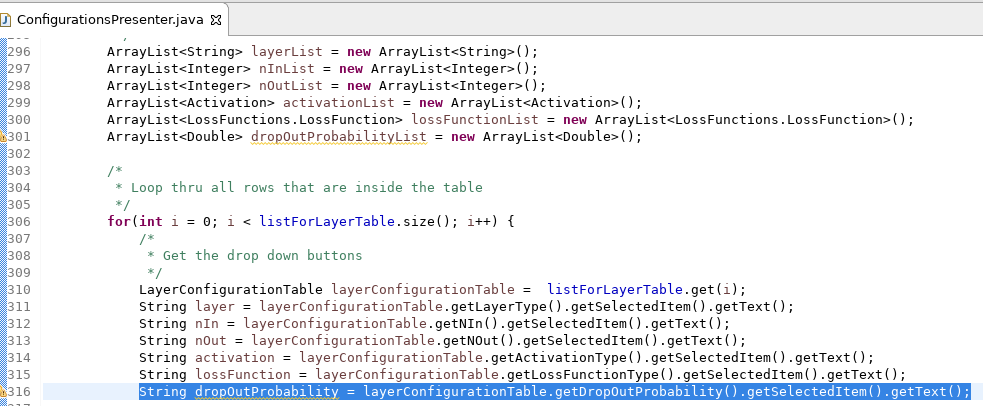 ConfigurationsPresenter.java
296 ArrayList<String> layerList = new ArrayList<String>();
297 ArrayList<Integer> nInList = new ArrayList<Integer>();
298 ArrayList<Integer> nOutList = new ArrayList<Integer>();
299 ArrayList<Activation> activationList = new ArrayList<Activation>();
300 ArrayList<LossFunctions.LossFunction> lossFunctionList = new ArrayList<LossFunctions.LossFunction>();
301 ArrayList<Double> dropOutProbabilityList = new ArrayList<Double>();
302
303 /*
304 * Loop thru all rows that are inside the table
305 */
306 for(int i = 0; i < listForLayerTable.size(); i++) {
307 /*
308 * Get the drop down buttons
309 */
310 LayerConfigurationTable layerConfigurationTable =  listForLayerTable.get(i);
311 String layer = layerConfigurationTable.getLayerType().getSelectedItem().getText();
312 String nIn = layerConfigurationTable.getNIn().getSelectedItem().getText();
313 String nOut = layerConfigurationTable.getNOut().getSelectedItem().getText();
314 String activation = layerConfigurationTable.getActivationType().getSelectedItem().getText();
315 String lossFunction = layerConfigurationTable.getLossFunctionType().getSelectedItem().getText();
316 String dropOutProbability = layerConfigurationTable.getDropOutProbability().getSelectedItem().getText();